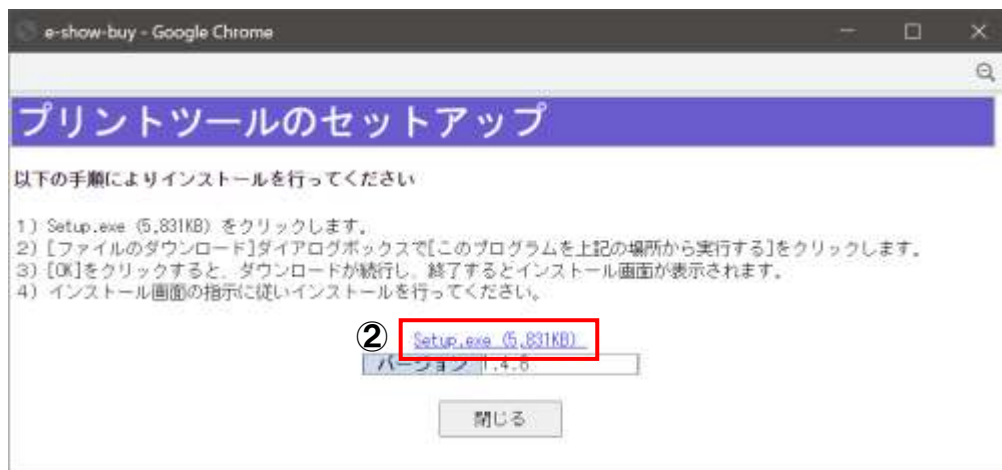 e-show-buy - Google Chrome
プリントツールのセットアップ
以下の手順によりインストールを行ってください
1) Setup.exe (5,831KB) をクリックします。
2) [ファイルのダウンロード]ダイアログボックスで[このプログラムを上記の場所から実行する]をクリックします。
3) [OK]をクリックすると、ダウンロードが続行し、終了するとインストール画面が表示されます。
4) インストール画面の指示に従いインストールを行ってください。
② Setup.exe (5,831KB)
バージョン 1.4.6
閉じる